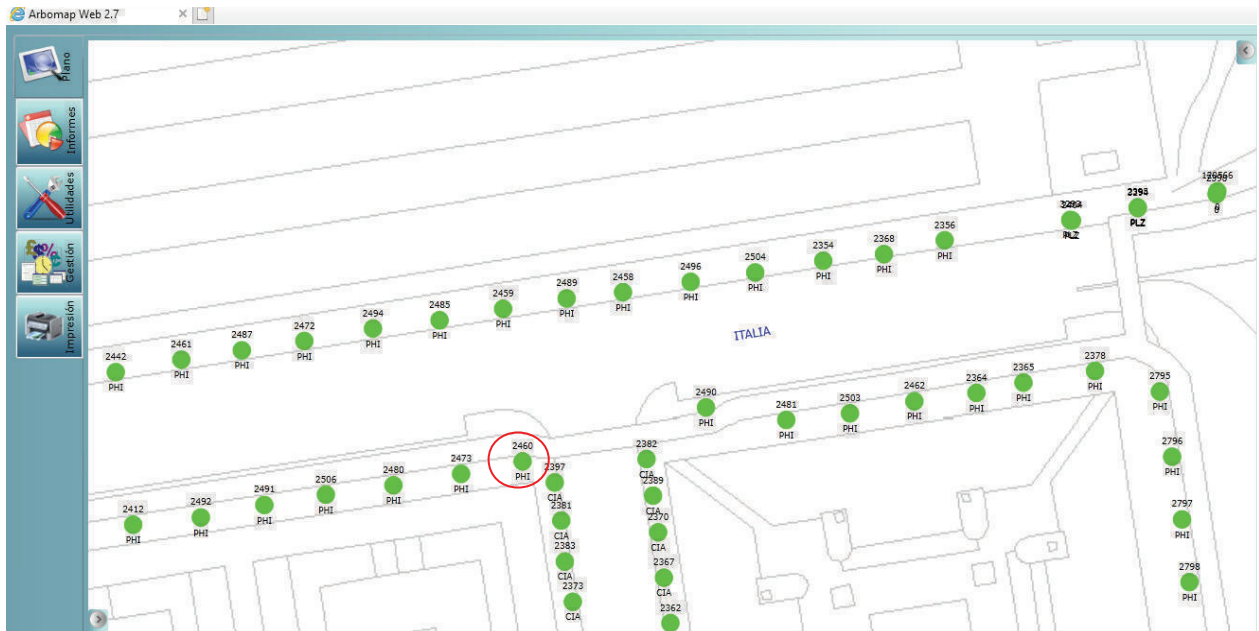 Arbomap Web 2.7
Plano
Informes
Utilidades
Gestión
Impresión
2356
PHI
2368
PHI
2354
PHI
2504
PHI
2496
PHI
2458
PHI
2489
PHI
2459
PHI
2485
PHI
2494
PHI
2472
PHI
2487
PHI
2461
PHI
2442
PHI
PLZ
ITALIA
2378
2365
PHI
2364
PHI
2462
PHI
2503
PHI
2481
PHI
2490
PHI
2795
PHI
2796
PHI
2797
PHI
2798
PHI
2460
PHI
2473
PHI
2480
PHI
2506
PHI
2491
PHI
2492
PHI
2412
PHI
2397
CIA
2381
CIA
2383
CIA
2373
CIA
2382
CIA
2389
CIA
2370
CIA
2367
CIA
2362